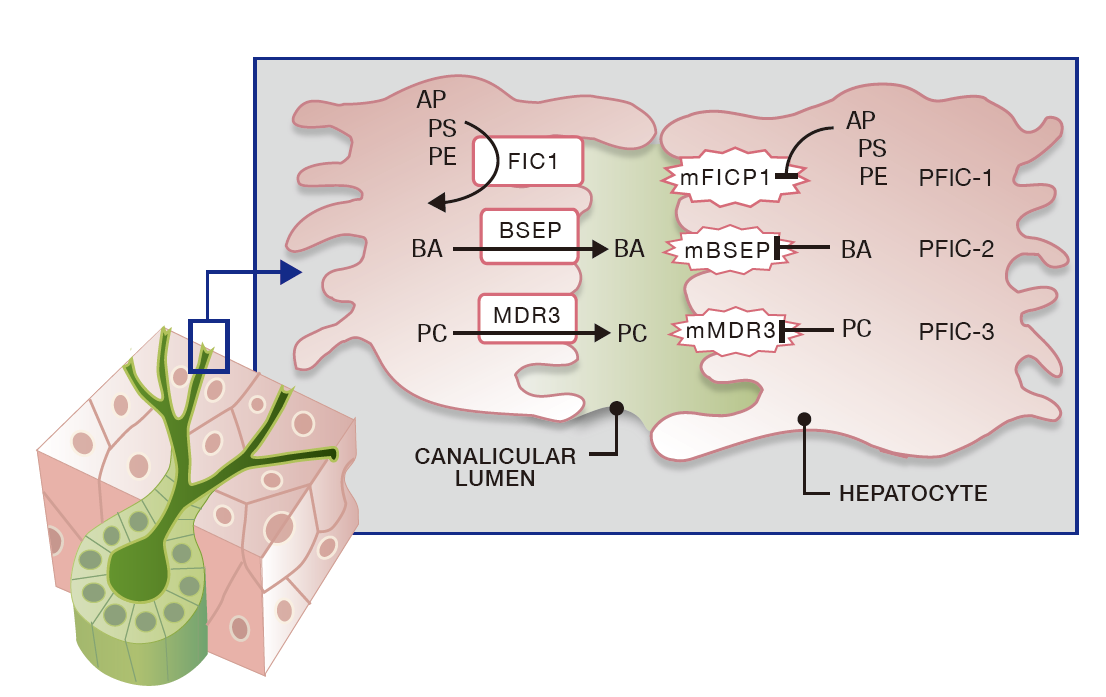 AP
PS
PE
FIC1
BSEP
BA
BA
MDR3
PC
PC
AP
PS
PE
mFICP1
PFIC-1
mBSEP
BA
PFIC-2
mMDR3
PC
PFIC-3
CANALICULAR
LUMEN
HEPATOCYTE